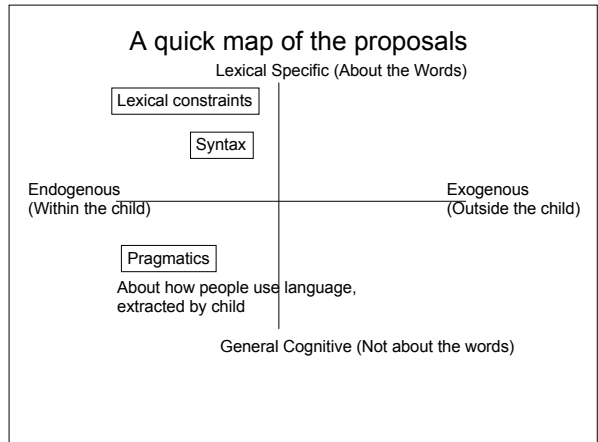 A quick map of the proposals
Lexical Specific (About the Words)
Lexical constraints
Syntax
Endogenous
(Within the child)
Exogenous
(Outside the child)
Pragmatics
About how people use language,
extracted by child
General Cognitive (Not about the words)